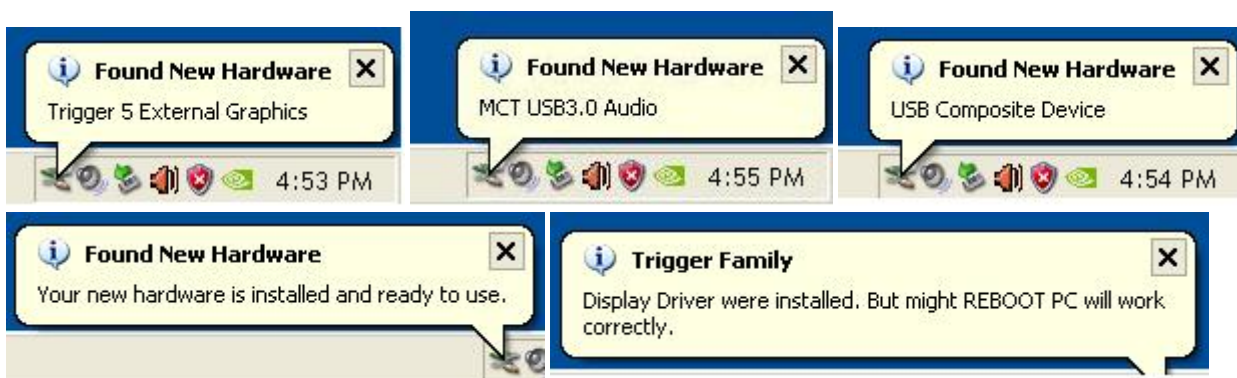 Found New Hardware
Trigger 5 External Graphics
4:53 PM
Found New Hardware
MCT USB3.0 Audio
4:55 PM
Found New Hardware
USB Composite Device
4:54 PM
Found New Hardware
Your new hardware is installed and ready to use.
Trigger Family
Display Driver were installed. But might REBOOT PC will work
correctly.